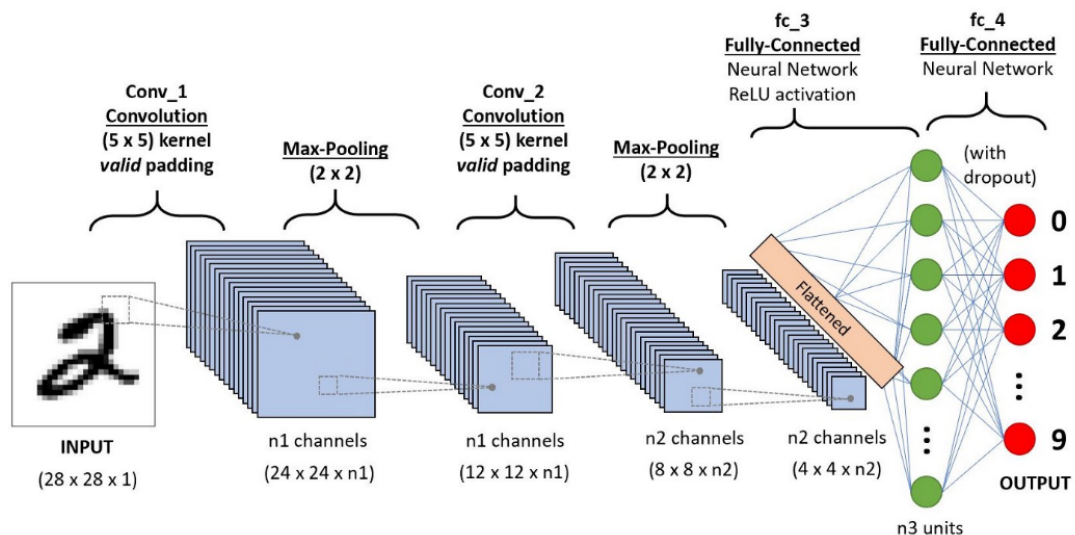 fc_3
Fully-Connected
Neural Network
ReLU activation
fc_4
Fully-Connected
Neural Network
Conv_1
Convolution
(5 x 5) kernel
valid padding
Max-Pooling
(2 x 2)
Conv_2
Convolution
(5 x 5) kernel
valid padding
Max-Pooling
(2 x 2)
(with
dropout)
0
1
2
9
Flattened
INPUT
(28 x 28 x 1)
n1 channels
(24 x 24 x n1)
n1 channels
(12 x 12 x n1)
n2 channels
(8 x 8 x n2)
n2 channels
(4 x 4 x n2)
OUTPUT
n3 units
2